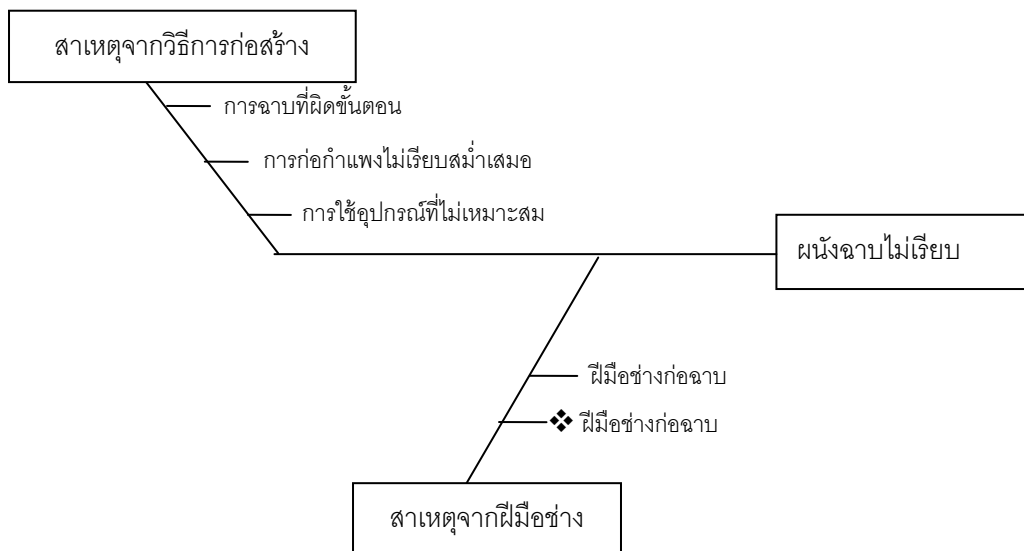 สาเหตุจากวิธีการก่อสร้าง
การฉาบที่ผิดขั้นตอน
การก่อกำแพงไม่เรียบสม่ำเสมอ
การใช้อุปกรณ์ที่ไม่เหมาะสม
ผนังฉาบไม่เรียบ
ฝีมือช่างก่อฉาบ
❖ ฝีมือช่างก่อฉาบ
สาเหตุจากฝีมือช่าง